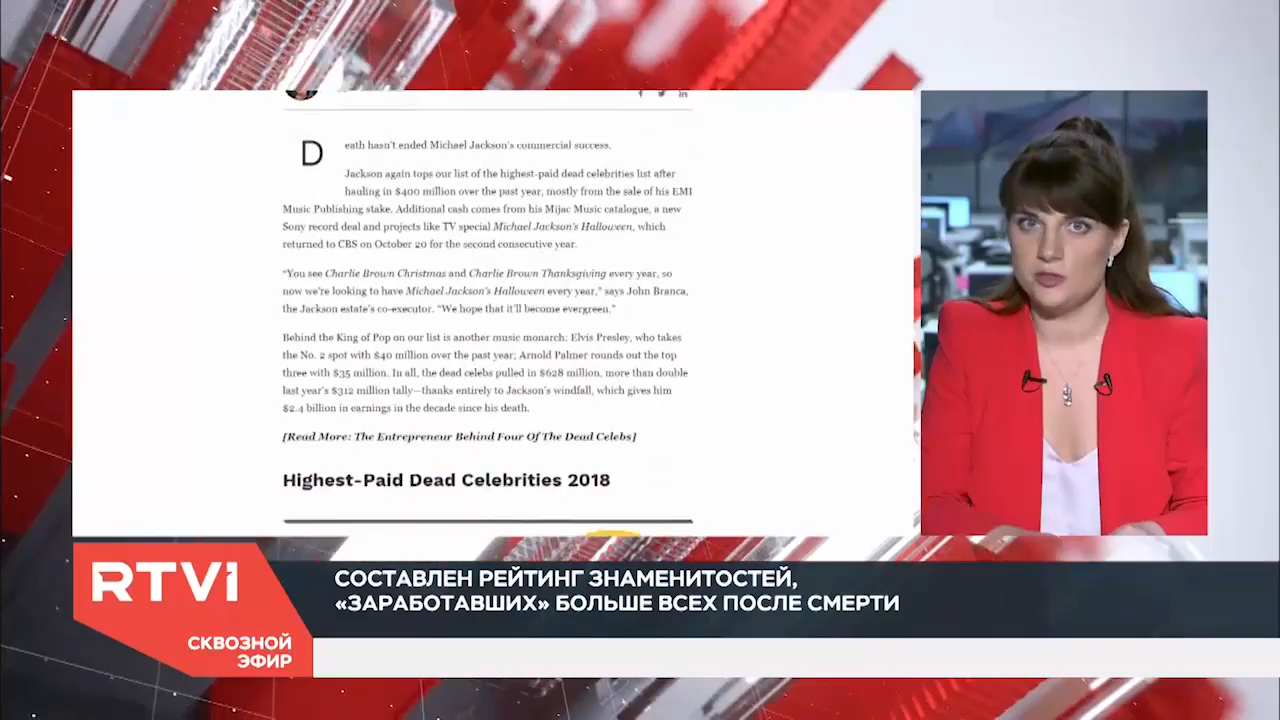 D
eath hasn't ended Michael Jackson's commercial success.
Jackson again tops our list of the highest-paid dead celebrities list after
hauling in $400 million over the past year, mostly from the sale of his EMI
Music Publishing stake. Additional cash comes from his Mijac Music catalogue, a new
Sony record deal and projects like TV special Michael Jackson's Halloween, which
returned to CBS on October 20 for the second consecutive year.
"You see Charlie Brown Christmas and Charlie Brown Thanksgiving every year, so
now we're looking to have Michael Jackson's Halloween every year," says John Branca,
the Jackson estate's co-executor. "We hope that it'll become evergreen."
Behind the King of Pop on our list is another music monarch: Elvis Presley, who takes
the No. 2 spot with $40 million over the past year; Arnold Palmer rounds out the top
three with $35 million. In all, the dead celebs pulled in $628 million, more than double
last year's $312 million tally—thanks entirely to Jackson's windfall, which gives him
$2.4 billion in earnings in the decade since his death.
[Read More: The Entrepreneur Behind Four Of The Dead Celebs]
Highest-Paid Dead Celebrities 2018
RTVi
СКВОЗНОЙ
ЭФИР
СОСТАВЛЕН РЕЙТИНГ ЗНАМЕНИТОСТЕЙ,
«ЗАРАБОТАВШИХ» БОЛЬШЕ ВСЕХ ПОСЛЕ СМЕРТИ